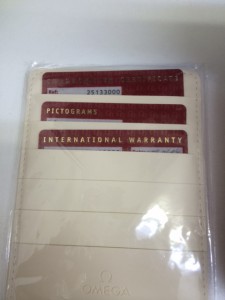 Ref: 25133000
PICTOGRAMS
INTERNATIONAL WARRANTY
Ω
OMEGA